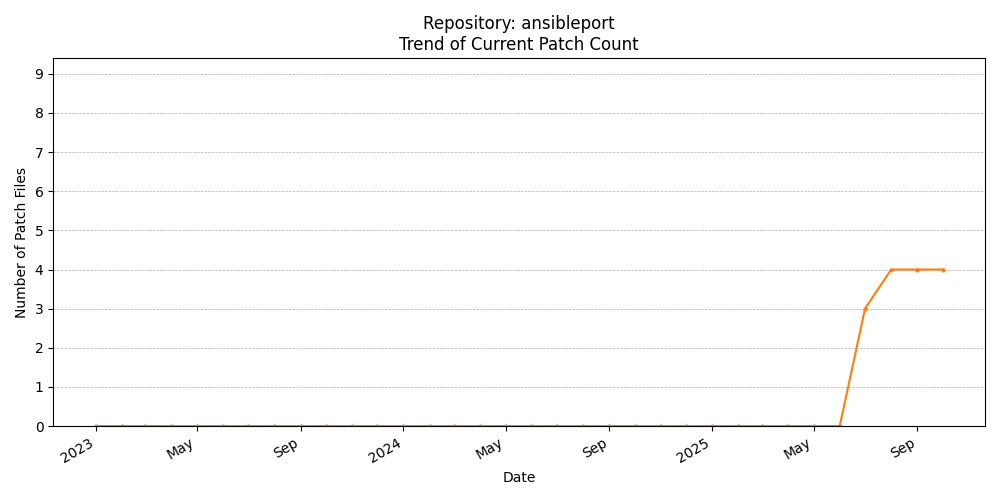 Repository: ansibleport
Trend of Current Patch Count
9
8
7
6
5
4
3
2
1
0
Number of Patch Files
2023
May
Sep
2024
May
Sep
2025
May
Sep
Date